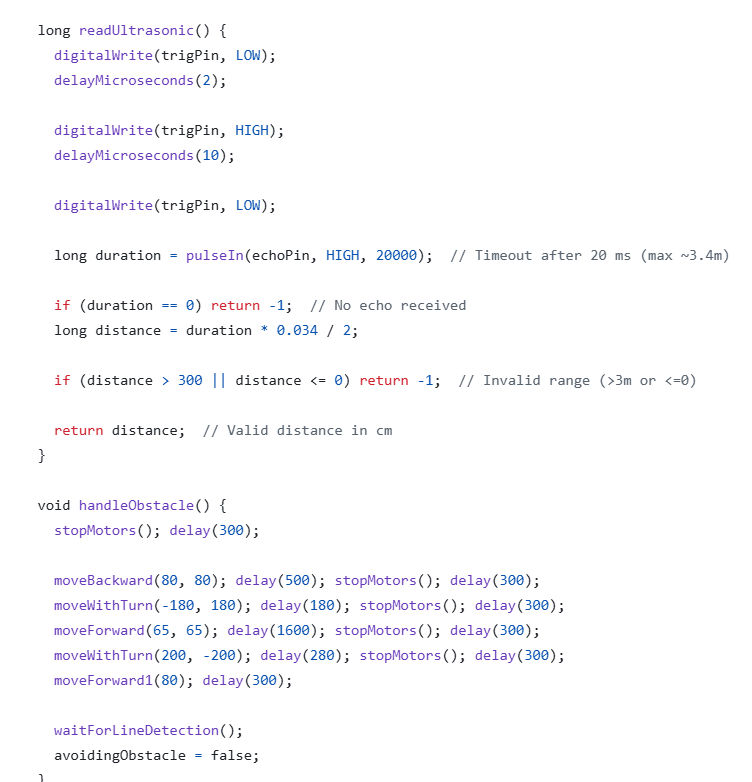 long readUltrasonic() {
  digitalWrite(trigPin, LOW);
  delayMicroseconds(2);

  digitalWrite(trigPin, HIGH);
  delayMicroseconds(10);

  digitalWrite(trigPin, LOW);

  long duration = pulseIn(echoPin, HIGH, 20000);  // Timeout after 20 ms (max ~3.4m)

  if (duration == 0) return -1;  // No echo received
  long distance = duration * 0.034 / 2;

  if (distance > 300 || distance <= 0) return -1;  // Invalid range (>3m or <=0)

  return distance;  // Valid distance in cm
}

void handleObstacle() {
  stopMotors(); delay(300);

  moveBackward(80, 80); delay(500); stopMotors(); delay(300);
  moveWithTurn(-180, 180); delay(180); stopMotors(); delay(300);
  moveForward(65, 65); delay(1600); stopMotors(); delay(300);
  moveWithTurn(200, -200); delay(280); stopMotors(); delay(300);
  moveForward1(80); delay(300);

  waitForLineDetection();
  avoidingObstacle = false;
}